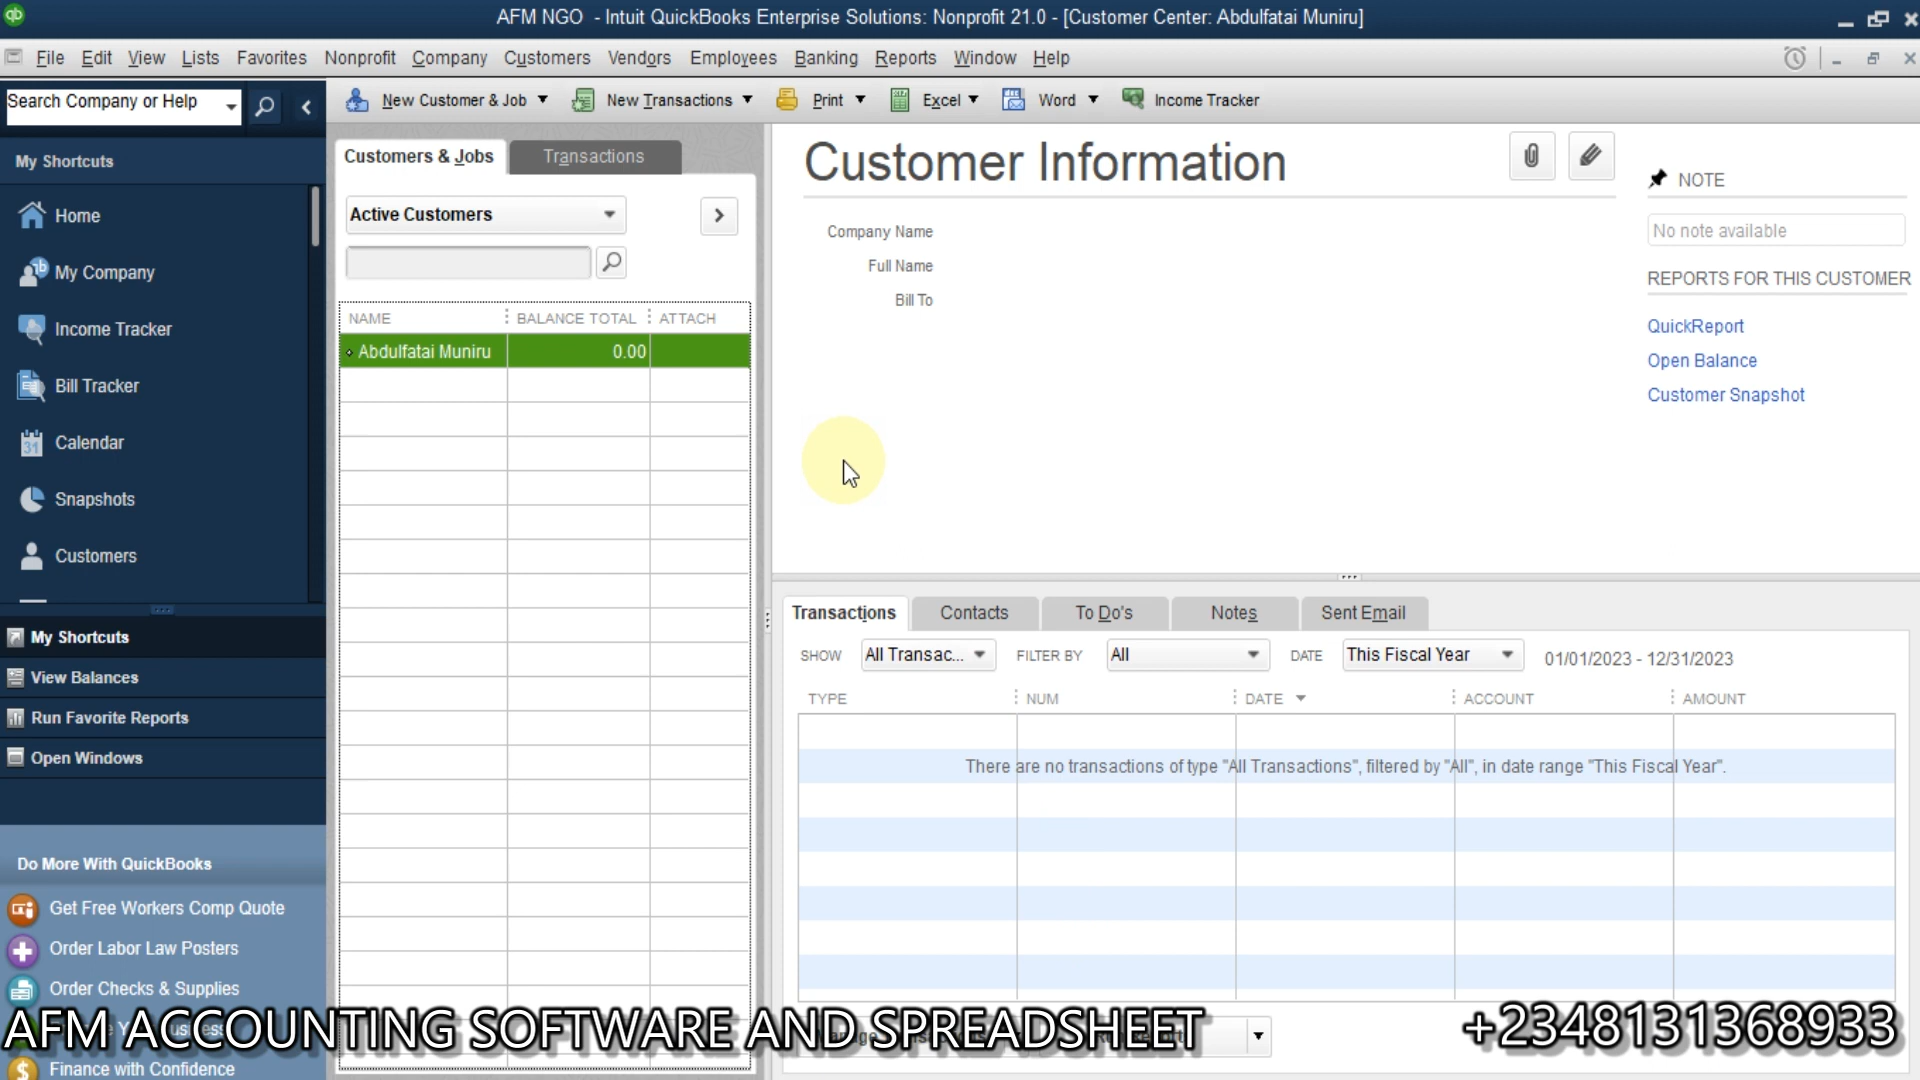 AFM NGO - Intuit QuickBooks Enterprise Solutions: Nonprofit 21.0 - [Customer Center: Abdulfatai Muniru]
File Edit View Lists Favorites Nonprofit Company Customers Vendors Employees Banking Reports Window Help
Search Company or Help
New Customer & Job New Transactions Print Excel Word Income Tracker
My Shortcuts
Home
My Company
Income Tracker
Bill Tracker
31
Calendar
Snapshots
Customers
My Shortcuts
View Balances
Run Favorite Reports
Open Windows
Do More With QuickBooks
Get Free Workers Comp Quote
Order Labor Law Posters
Order Checks & Supplies
Finance with Confidence
Customers & Jobs Transactions
Active Customers
NAME BALANCE TOTAL ATTACH
Abdulfatai Muniru 0.00
Customer Information
Company Name
Full Name
Bill To
NOTE
No note available
REPORTS FOR THIS CUSTOMER
QuickReport
Open Balance
Customer Snapshot
Transactions Contacts To Do's Notes Sent Email
SHOW All Transac... FILTER BY All DATE This Fiscal Year 01/01/2023 - 12/31/2023
TYPE NUM DATE ACCOUNT AMOUNT
There are no transactions of type "All Transactions", filtered by "All", in date range "This Fiscal Year".
AFM ACCOUNTING SOFTWARE AND SPREADSHEET
+2348131368933